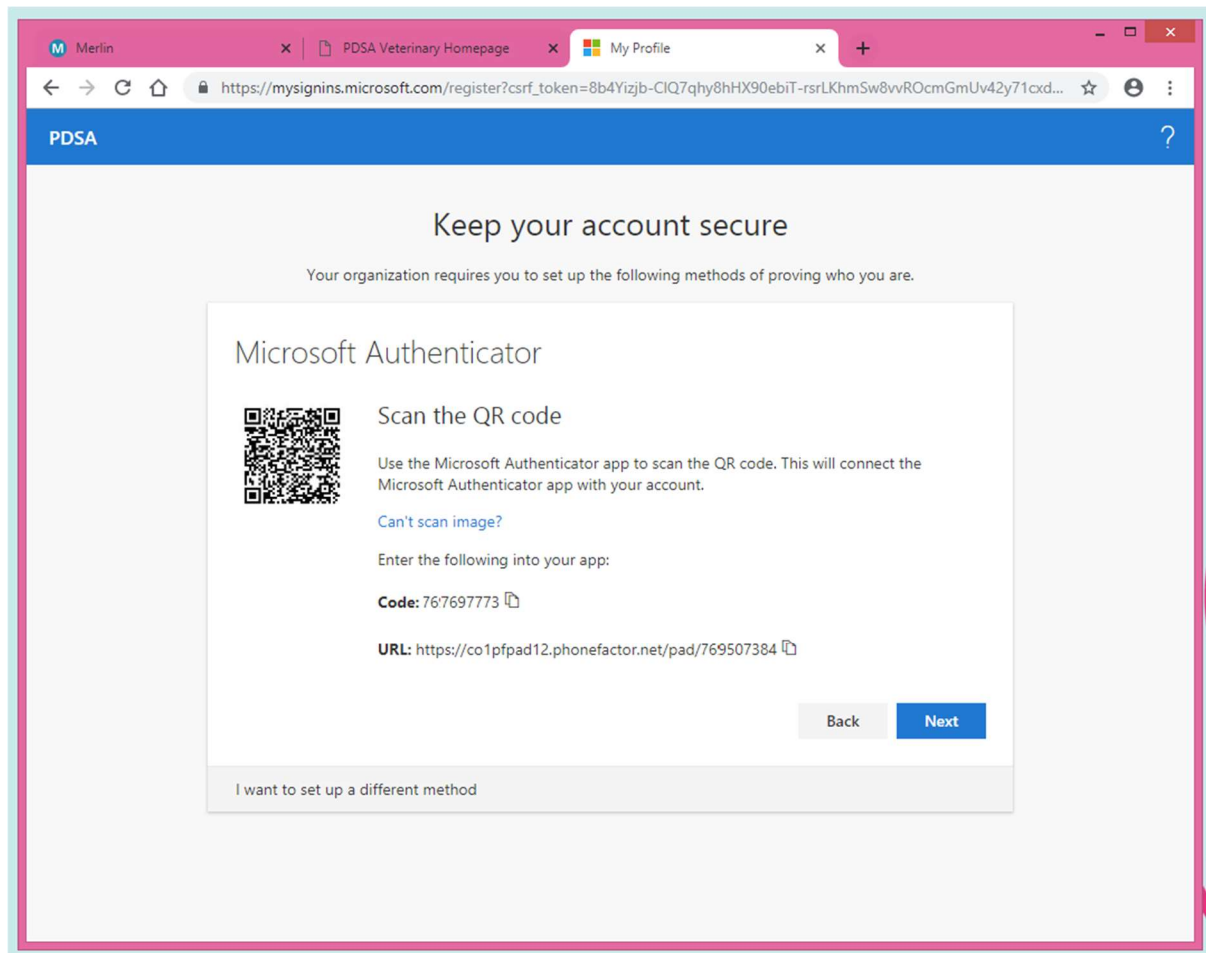 Merlin
PDSA Veterinary Homepage
My Profile
https://mysignins.microsoft.com/register?csrf_token=8b4Yizjb-ClQ7qhy8hHX90ebiT-rsrLKhmSw8vvROcmGmUv42y71cxd...
PDSA
?
Keep your account secure
Your organization requires you to set up the following methods of proving who you are.
Microsoft Authenticator
Scan the QR code
Use the Microsoft Authenticator app to scan the QR code. This will connect the
Microsoft Authenticator app with your account.
Can't scan image?
Enter the following into your app:
Code: 76'7697773
URL: https://co1pfpad12.phonefactor.net/pad/769507384
Back
Next
I want to set up a different method